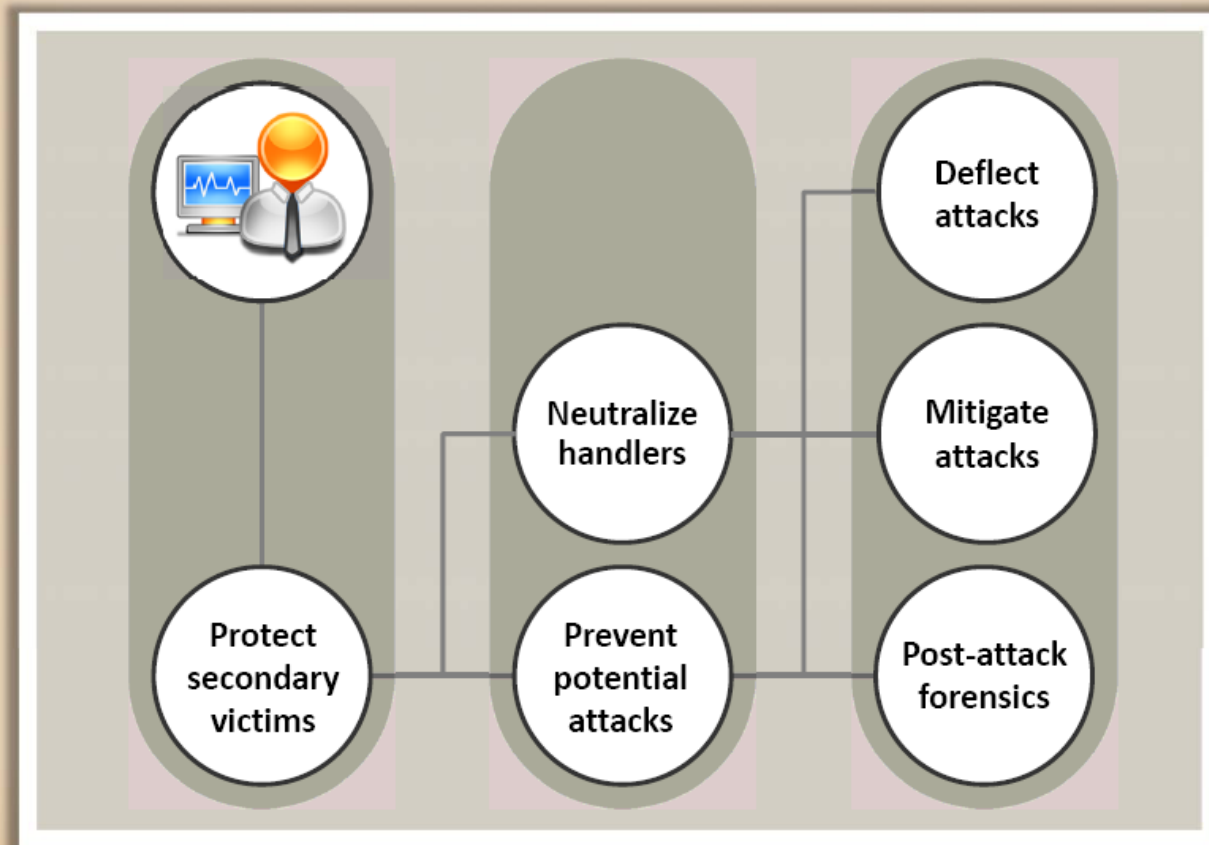 Protect
secondary
victims
Neutralize
handlers
Prevent
potential
attacks
Deflect
attacks
Mitigate
attacks
Post-attack
forensics